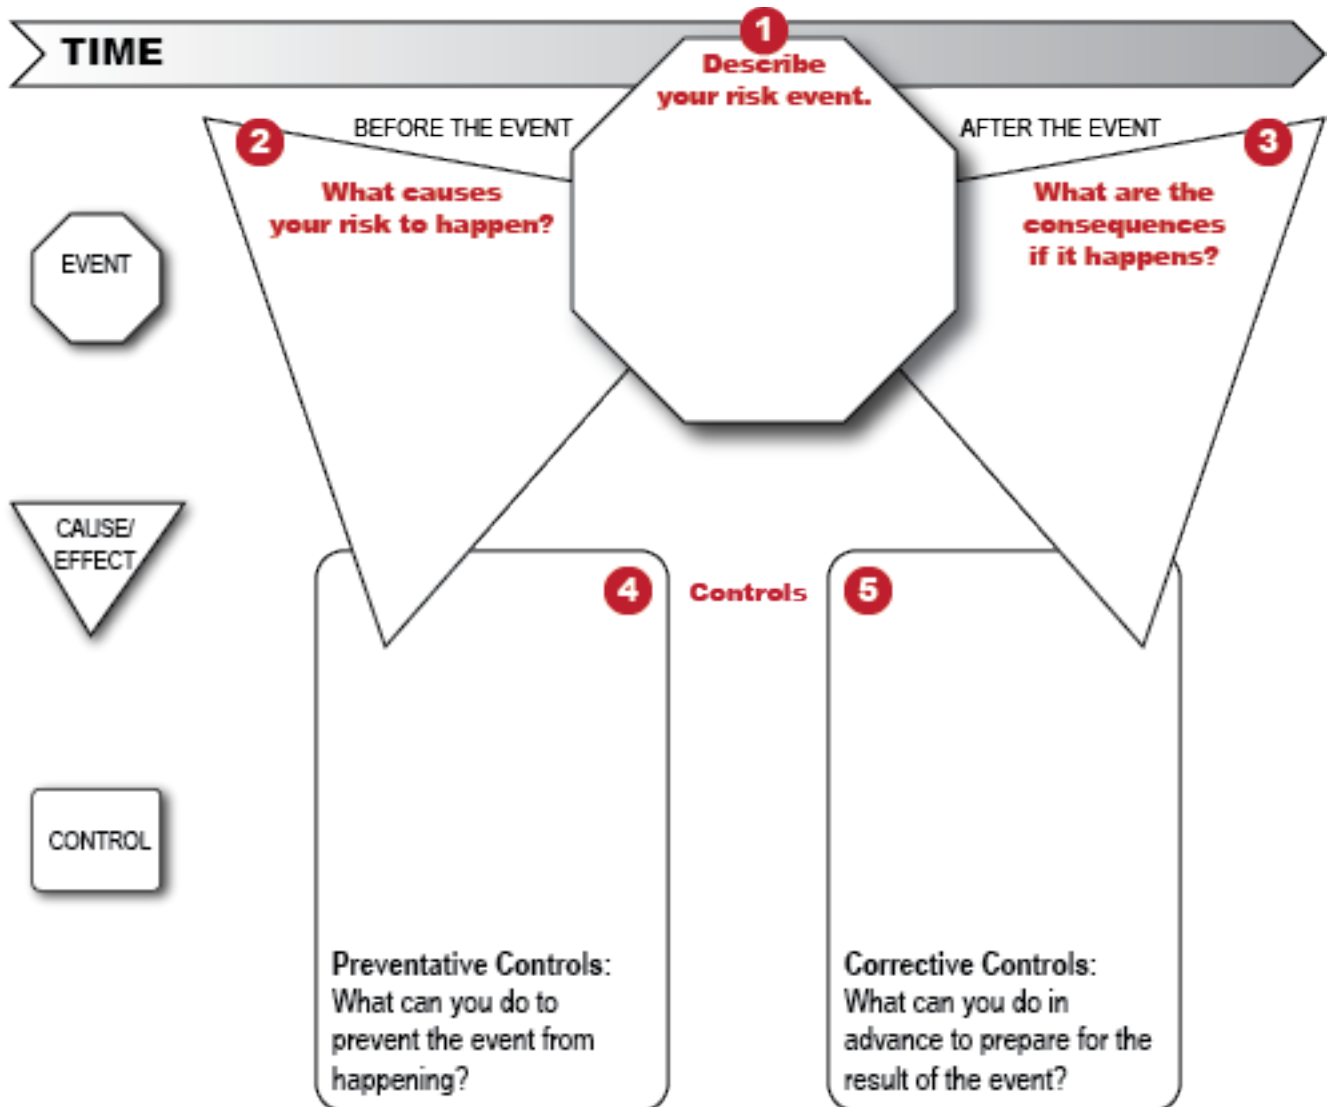 TIME
1
Describe
your risk event.
2
BEFORE THE EVENT
What causes
your risk to happen?
AFTER THE EVENT
3
What are the
consequences
if it happens?
EVENT
CAUSE/
EFFECT
CONTROL
4
Controls
5
Preventative Controls:
What can you do to
prevent the event from
happening?
Corrective Controls:
What can you do in
advance to prepare for the
result of the event?